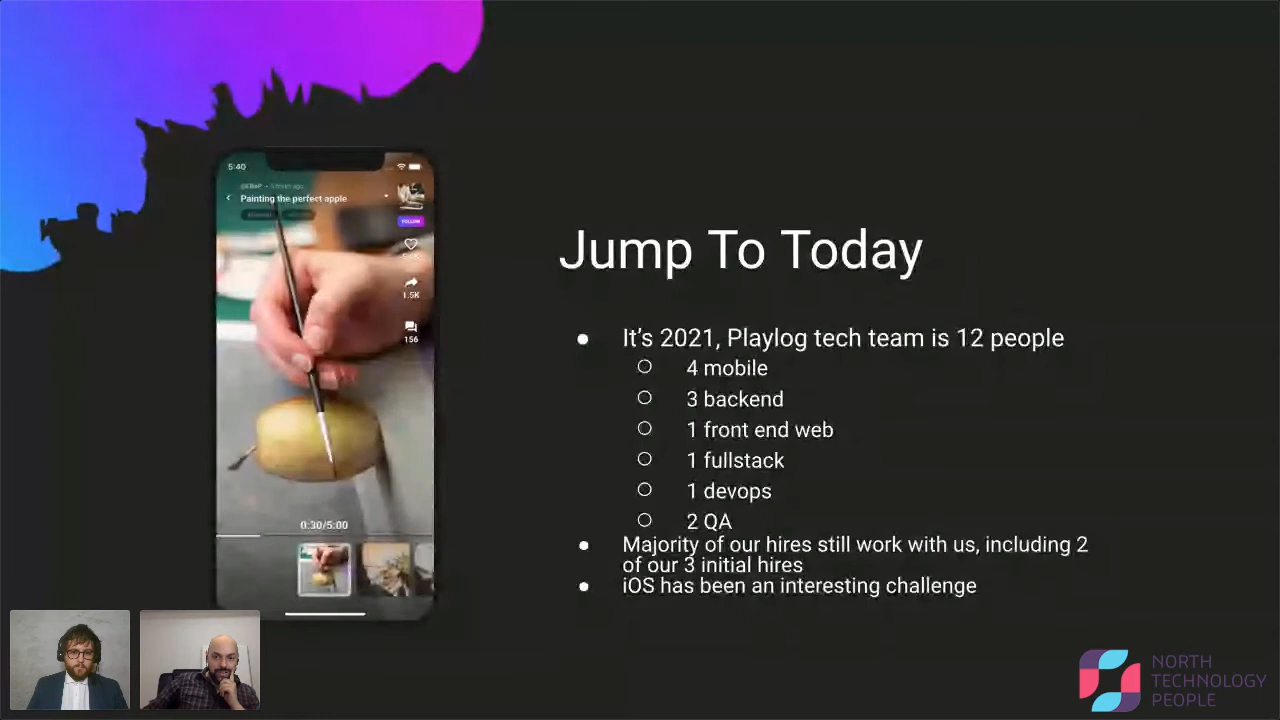 5:40
Painting the perfect apple
FOLLOW
1.5K
156
0:30/5:00
Jump To Today
It's 2021, Playlog tech team is 12 people
4 mobile
3 backend
1 front end web
1 fullstack
1 devops
2 QA
Majority of our hires still work with us, including 2
of our 3 initial hires
iOS has been an interesting challenge
NORTH
TECHNOLOGY
PEOPLE